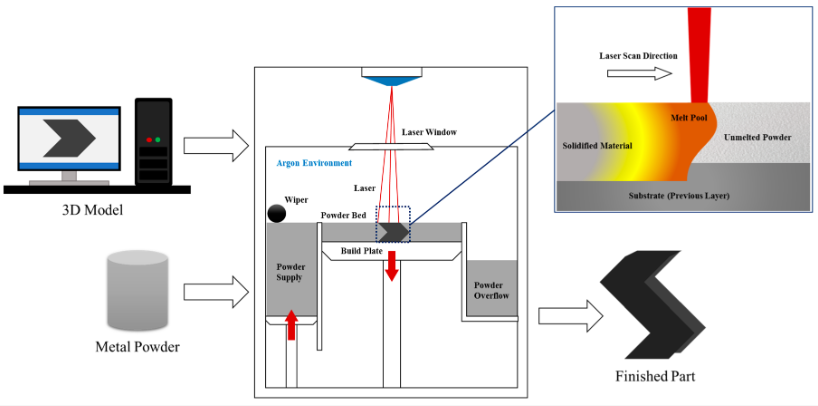 Laser Scan Direction
Melt Pool
Solidified Material
Unmelted Powder
Substrate (Previous Layer)
Laser Window
Argon Environment
Laser
Wiper
Powder Bed
Build Plate
Powder
Supply
Powder
Overflow
3D Model
Metal Powder
Finished Part